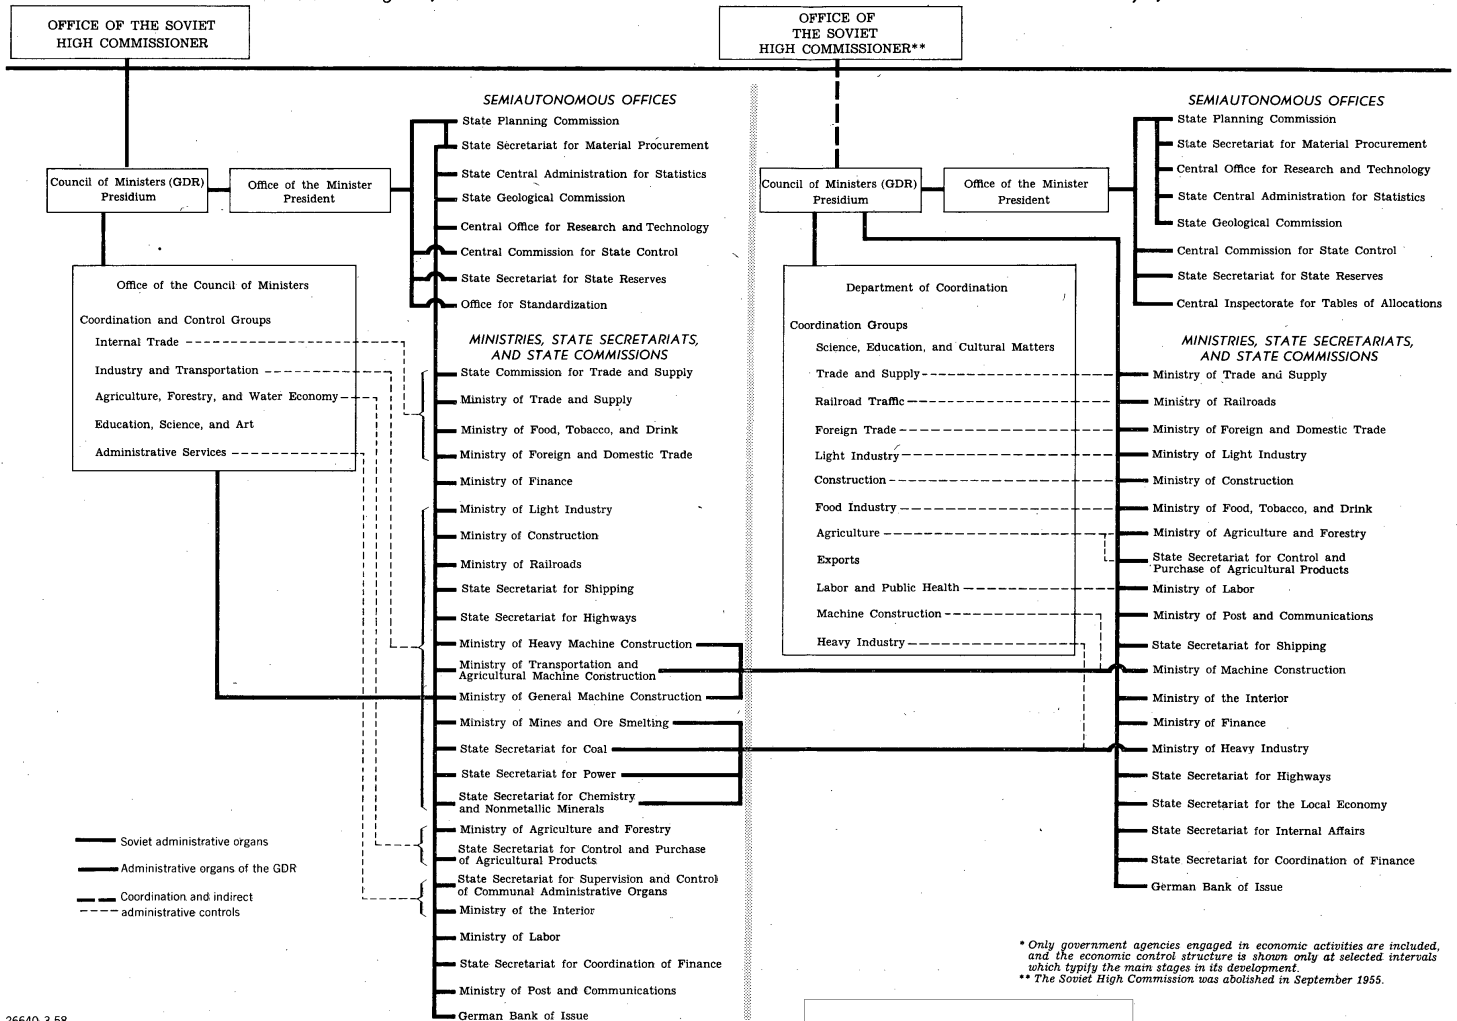 OFFICE OF THE SOVIET
HIGH COMMISSIONER
SEMIAUTONOMOUS OFFICES
State Planning Commission
State Secretariat for Material Procurement
State Central Administration for Statistics
State Geological Commission
Central Office for Research and Technology
Central Commission for State Control
State Secretariat for State Reserves
Office for Standardization
Council of Ministers (GDR)
Presidium
Office of the Minister
President
Office of the Council of Ministers
Coordination and Control Groups
Internal Trade
Industry and Transportation
Agriculture, Forestry, and Water Economy
Education, Science, and Art
Administrative Services
MINISTRIES, STATE SECRETARIATS,
AND STATE COMMISSIONS
State Commission for Trade and Supply
Ministry of Trade and Supply
Ministry of Food, Tobacco, and Drink
Ministry of Foreign and Domestic Trade
Ministry of Finance
Ministry of Light Industry
Ministry of Construction
Ministry of Railroads
State Secretariat for Shipping
State Secretariat for Highways
Ministry of Heavy Machine Construction
Ministry of Transportation and
Agricultural Machine Construction
Ministry of General Machine Construction
Ministry of Mines and Ore Smelting
State Secretariat for Coal
State Secretariat for Power
State Secretariat for Chemistry
and Nonmetallic Minerals
Ministry of Agriculture and Forestry
State Secretariat for Control and Purchase
of Agricultural Products
State Secretariat for Supervision and Control
of Communal Administrative Organs
Ministry of the Interior
Ministry of Labor
State Secretariat for Coordination of Finance
Ministry of Post and Communications
German Bank of Issue
Soviet administrative organs
Administrative organs of the GDR
Coordination and indirect
administrative controls
26640 3-58
OFFICE OF
THE SOVIET
HIGH COMMISSIONER**
SEMIAUTONOMOUS OFFICES
State Planning Commission
State Secretariat for Material Procurement
Central Office for Research and Technology
State Central Administration for Statistics
State Geological Commission
Central Commission for State Control
State Secretariat for State Reserves
Central Inspectorate for Tables of Allocations
Council of Ministers (GDR)
Presidium
Office of the Minister
President
Department of Coordination
Coordination Groups
Science, Education, and Cultural Matters
Trade and Supply
Railroad Traffic
Foreign Trade
Light Industry
Construction
Food Industry
Agriculture
Exports
Labor and Public Health
Machine Construction
Heavy Industry
MINISTRIES, STATE SECRETARIATS,
AND STATE COMMISSIONS
Ministry of Trade and Supply
Ministry of Railroads
Ministry of Foreign and Domestic Trade
Ministry of Light Industry
Ministry of Construction
Ministry of Food, Tobacco, and Drink
Ministry of Agriculture and Forestry
State Secretariat for Control and
Purchase of Agricultural Products
Ministry of Labor
Ministry of Post and Communications
State Secretariat for Shipping
Ministry of Machine Construction
Ministry of the Interior
Ministry of Finance
Ministry of Heavy Industry
State Secretariat for Highways
State Secretariat for the Local Economy
State Secretariat for Internal Affairs
State Secretariat for Coordination of Finance
German Bank of Issue
* Only government agencies engaged in economic activities are included,
and the economic control structure is shown only at selected intervals
which typify the main stages in its development.
** The Soviet High Commission was abolished in September 1955.